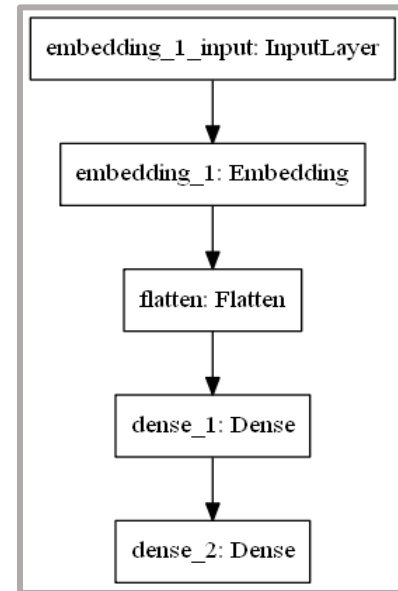 embedding_1_input: InputLayer
embedding_1: Embedding
flatten: Flatten
dense_1: Dense
dense_2: Dense